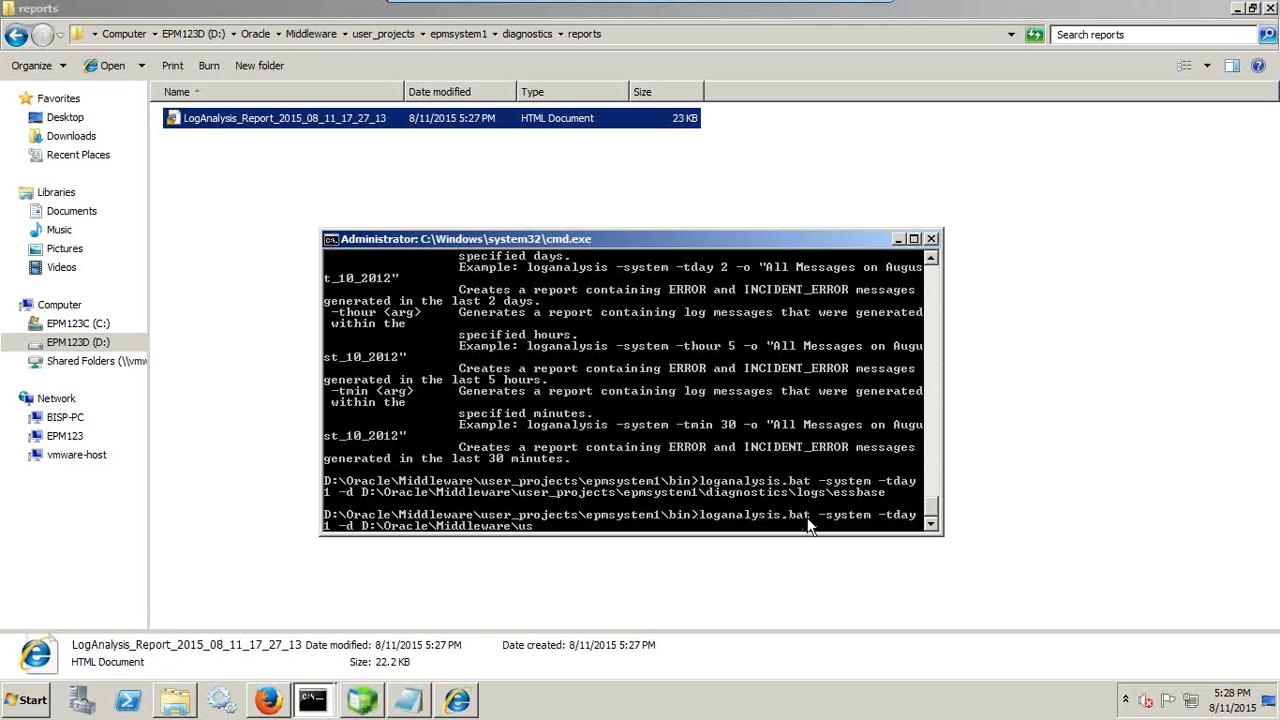 reports
Computer
EPM123D (D:)
Oracle
Middleware
user_projects
epmsystem1
diagnostics
reports
Search reports
Organize
Open
Print
Burn
New folder
Favorites
Desktop
Downloads
Recent Places
Libraries
Documents
Music
Pictures
Videos
Computer
EPM123C (C:)
EPM123D (D:)
Shared Folders (\\vmw
Network
BISP-PC
EPM123
vmware-host
Name
Date modified
Type
Size
LogAnalysis_Report_2015_08_11_17_27_13
8/11/2015 5:27 PM
HTML Document
23 KB
Administrator: C:\Windows\system32\cmd.exe
specified days.
Example: loganalysis -system -tday 2 -o "All Messages on Augus
t_10_2012"
Creates a report containing ERROR and INCIDENT_ERROR messages
generated in the last 2 days.
-thour <arg> Generates a report containing log messages that were generated
within the
specified hours.
Example: loganalysis -system -thour 5 -o "All Messages on Augu
st_10_2012"
Creates a report containing ERROR and INCIDENT_ERROR messages
generated in the last 5 hours.
-tmin <arg> Generates a report containing log messages that were generated
within the
specified minutes.
Example: loganalysis -system -tmin 30 -o "All Messages on Augu
st_10_2012"
Creates a report containing ERROR and INCIDENT_ERROR messages
generated in the last 30 minutes.
D:\Oracle\Middleware\user_projects\epmsystem1\bin>loganalysis.bat -system -tday
1 -d D:\Oracle\Middleware\user_projects\epmsystem1\diagnostics\logs\essbase
D:\Oracle\Middleware\user_projects\epmsystem1\bin>loganalysis.bat -system -tday
1 -d D:\Oracle\Middleware\us
LogAnalysis_Report_2015_08_11_17_27_13 Date modified: 8/11/2015 5:27 PM Date created: 8/11/2015 5:27 PM
HTML Document Size: 22.2 KB
Start
5:28 PM
8/11/2015